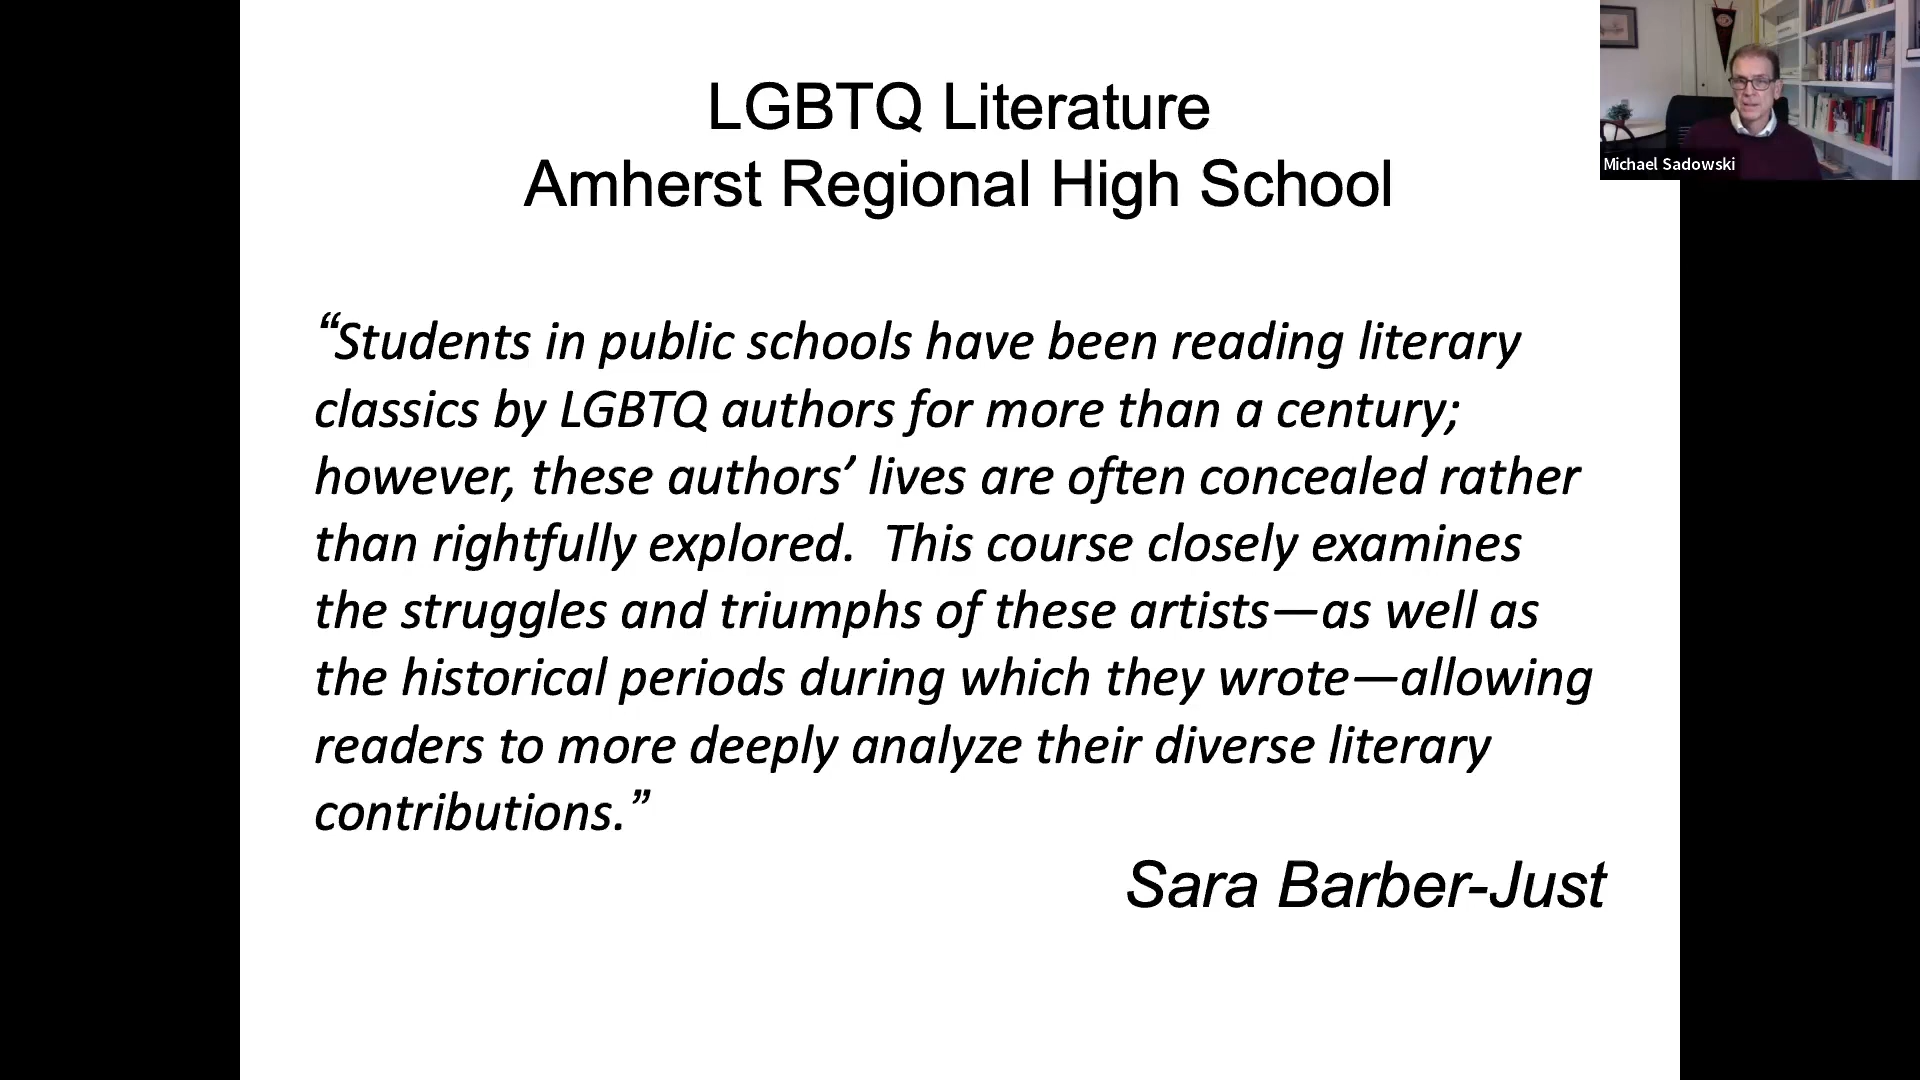 LGBTQ Literature
Amherst Regional High School
“Students in public schools have been reading literary
classics by LGBTQ authors for more than a century;
however, these authors’ lives are often concealed rather
than rightfully explored.  This course closely examines
the struggles and triumphs of these artists—as well as
the historical periods during which they wrote—allowing
readers to more deeply analyze their diverse literary
contributions.”
Sara Barber-Just
Michael Sadowski